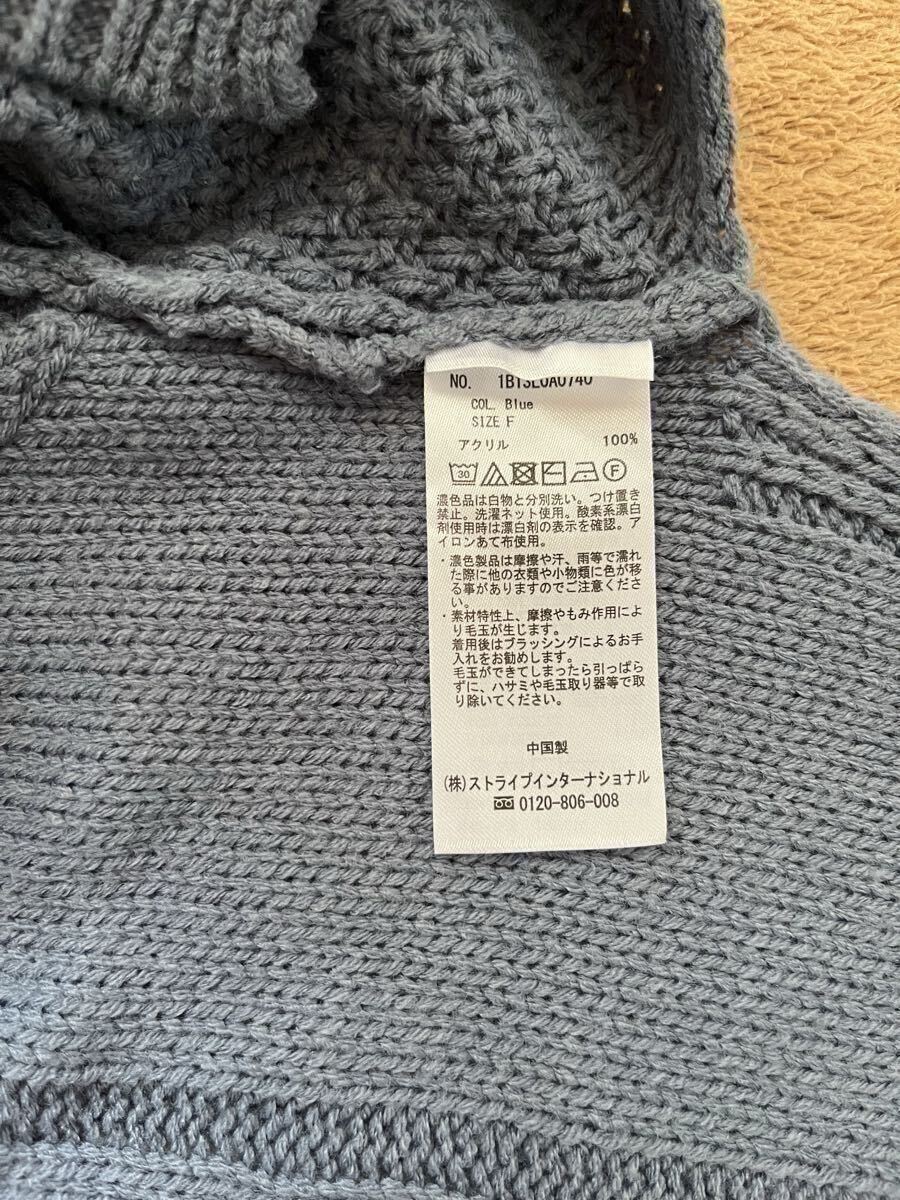 NO.
COL. Blue
SIZE F
アクリル 100%
30 F
濃色品は白物と分別洗い。つけ置き
禁止。洗濯ネット使用。酸素系漂白
剤使用時は漂白剤の表示を確認。ア
イロンあて布使用。
・濃色製品は摩擦や汗、雨等で濡れ
た際に他の衣類や小物類に色が移
る事がありますのでご注意くださ
い。
・素材特性上、摩擦やもみ作用によ
り毛玉が生じます。
着用後はブラッシングによるお手
入れをお勧めします。
毛玉ができてしまったら引っぱら
ずに、ハサミや毛玉取り器等で取
り除いてください。
中国製
(株)ストライプインターナショナル
0120-806-008